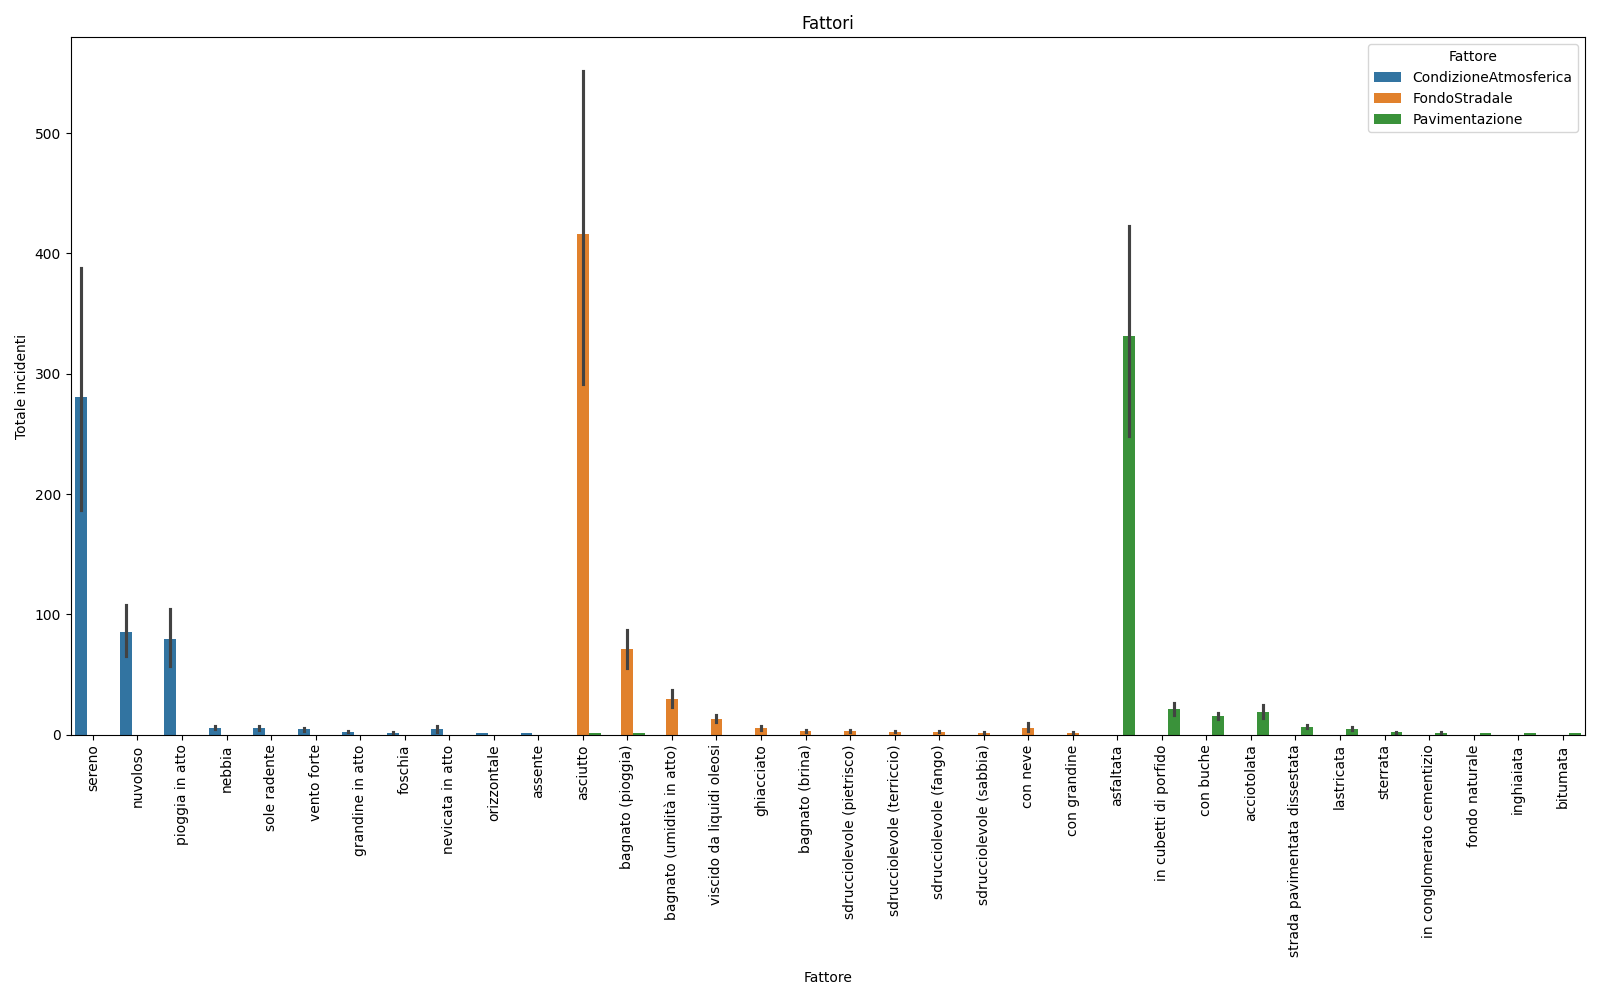 Fattori
Fattore
CondizioneAtmosferica
FondoStradale
Pavimentazione
Totale incidenti
500
400
300
200
100
0
sereno
nuvoloso
pioggia in atto
nebbia
sole radente
vento forte
grandine in atto
foschia
nevicata in atto
orizzontale
assente
asciutto
bagnato (pioggia)
bagnato (umidità in atto)
viscido da liquidi oleosi
ghiacciato
bagnato (brina)
sdrucciolevole (pietrisco)
sdrucciolevole (terriccio)
sdrucciolevole (fango)
sdrucciolevole (sabbia)
con neve
con grandine
asfaltata
in cubetti di porfido
con buche
acciotolata
strada pavimentata dissestata
lastricata
sterrata
in conglomerato cementizio
fondo naturale
inghiaiata
bitumata
Fattore